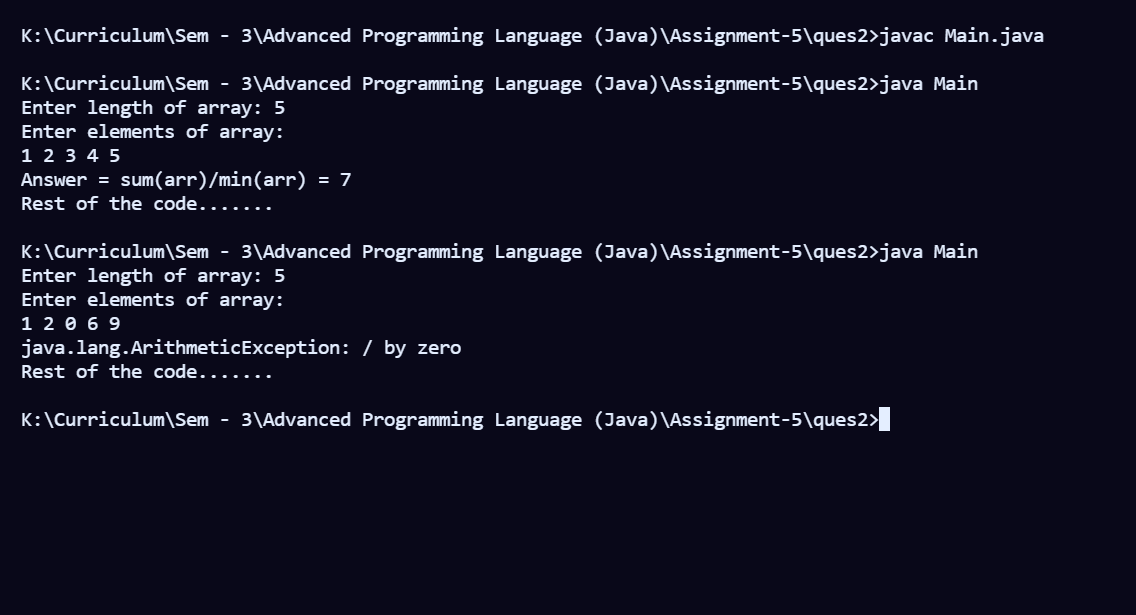 K:\Curriculum\Sem - 3\Advanced Programming Language (Java)\Assignment-5\ques2>javac Main.java
K:\Curriculum\Sem - 3\Advanced Programming Language (Java)\Assignment-5\ques2>java Main
Enter length of array: 5
Enter elements of array:
1 2 3 4 5
Answer = sum(arr)/min(arr) = 7
Rest of the code.......
K:\Curriculum\Sem - 3\Advanced Programming Language (Java)\Assignment-5\ques2>java Main
Enter length of array: 5
Enter elements of array:
1 2 0 6 9
java.lang.ArithmeticException: / by zero
Rest of the code.......
K:\Curriculum\Sem - 3\Advanced Programming Language (Java)\Assignment-5\ques2>